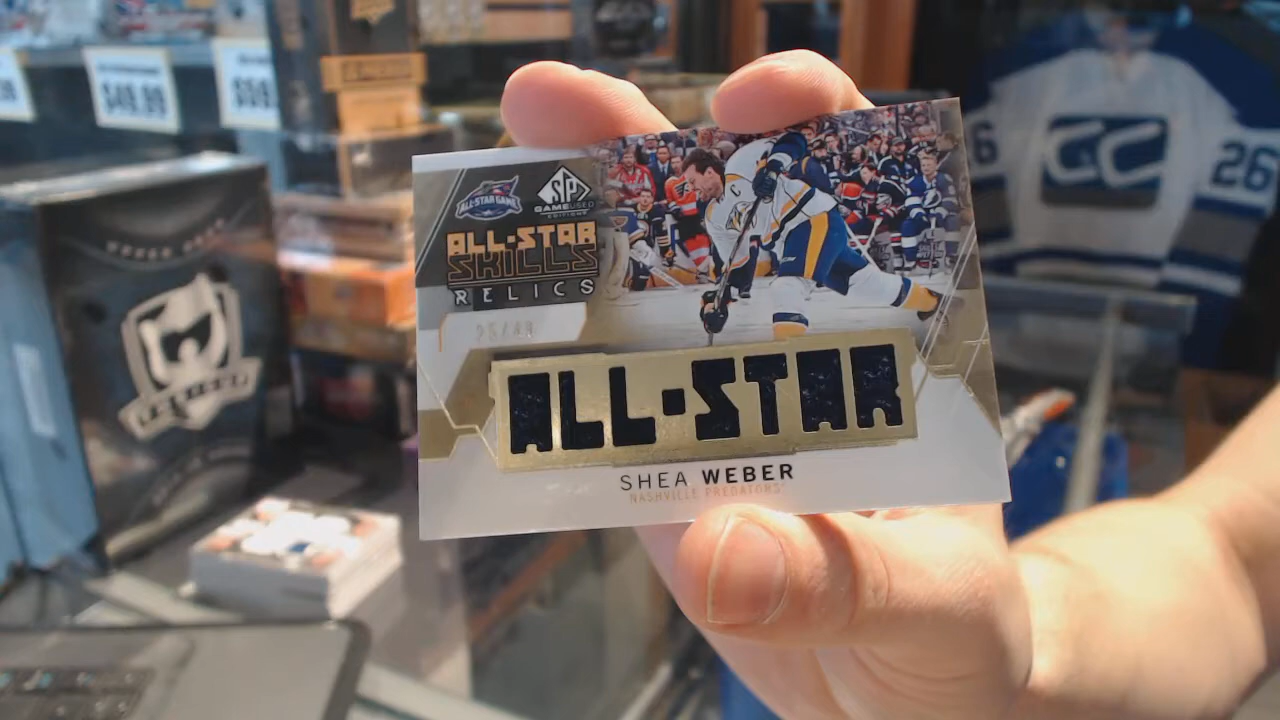 $49.99
ALL-STAR GAME
SP
GAME USED
EDITION
ALL-STAR
SKILLS
RELICS
C
ALL·STAR
SHEA WEBER
NASHVILLE PREDATORS
CC
26